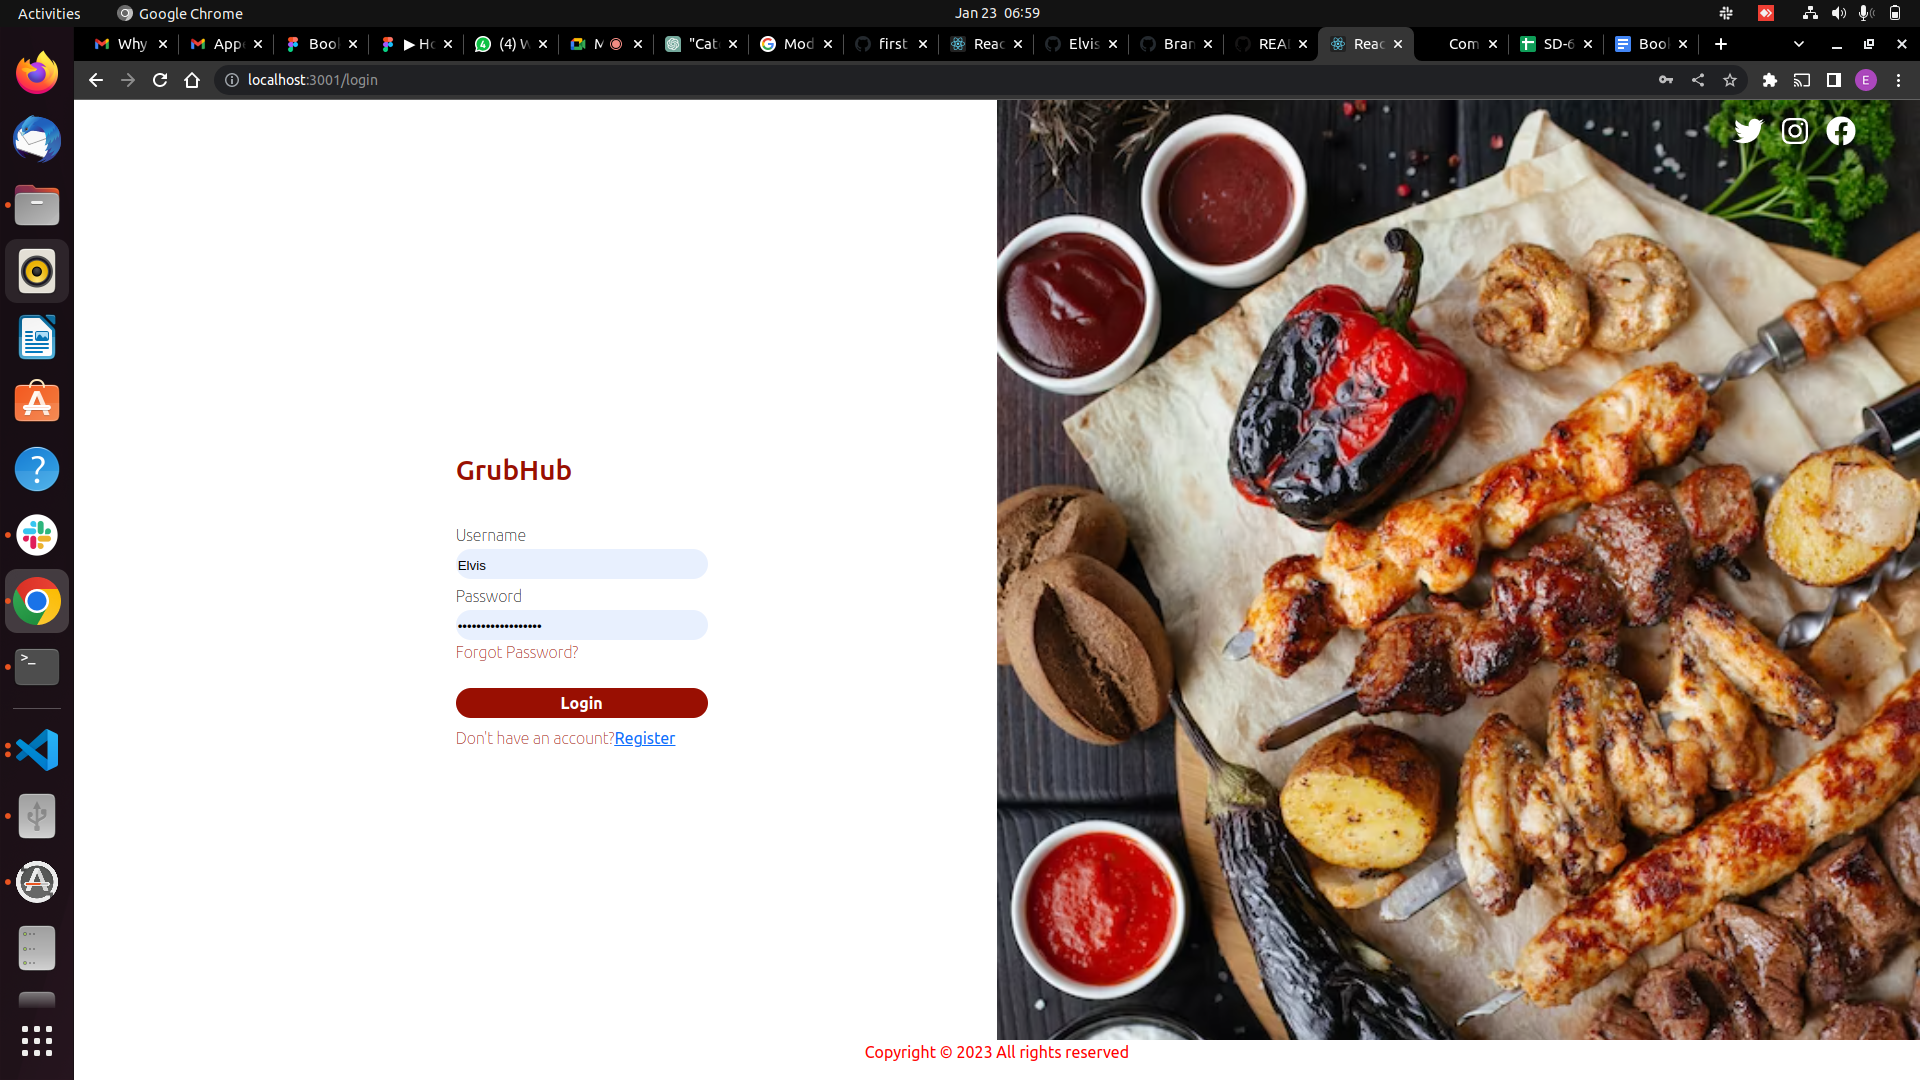 Activities Google Chrome Jan 23 06:59
Why Appe Bool ▶ Ho (4) W M "Cat Mod first Reac Elvis Bran REA Reac Com SD-6 Bool
localhost:3001/login E
GrubHub
Username
Elvis
Password
••••••••••••••••••
Forgot Password?
Login
Don't have an account?Register
Copyright © 2023 All rights reserved